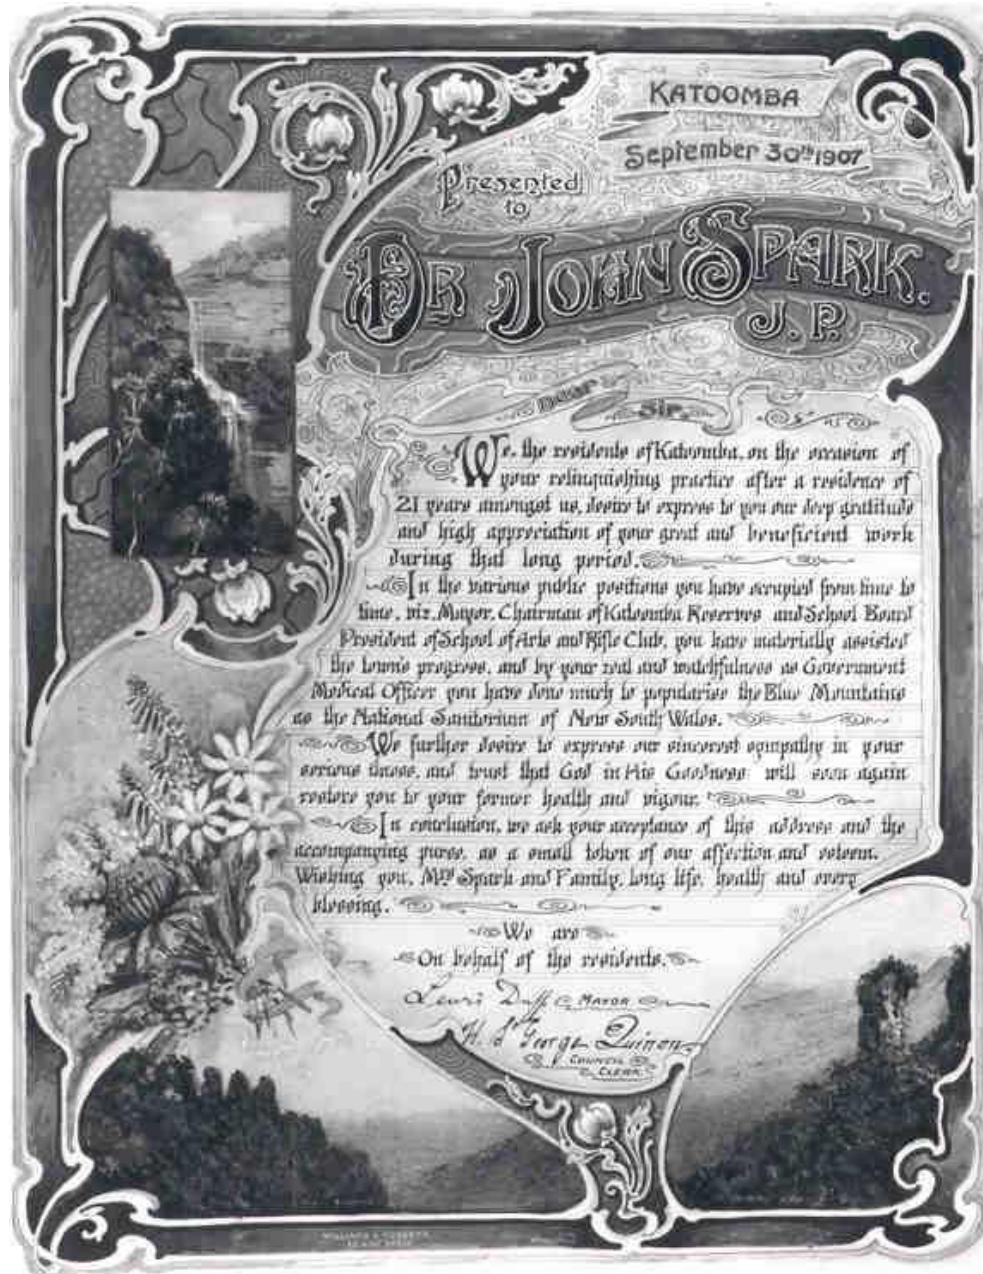 KATOOMBA
September 30th 1907
Presented
to
DR JOHN SPARK.
J.P.
Dear
Sir,
We, the residents of Katoomba, on the occasion of
your relinquishing practice after a residence of
21 years amongst us, desire to express to you our deep gratitude
and high appreciation of your great and beneficient work
during that long period.
In the various public positions you have occupied from time to
time, viz. Mayor, Chairman of Katoomba Reserves and School Board
President of School of Arts and Rifle Club, you have materially assisted
the town's progress, and by your zeal and watchfulness as Government
Medical Officer you have done much to popularise the Blue Mountains
as the National Sanitorium of New South Wales.
We further desire to express our sincerest sympathy in your
serious illness, and trust that God in His Goodness will soon again
restore you to your former health and vigour.
In conclusion, we ask your acceptance of this address and the
accompanying purse, as a small token of our affection and esteem.
Wishing you, Mrs Spark and Family, long life, health and every
blessing.
We are
On behalf of the residents.
Lewis Duff MAYOR
H. St George Quinon
COUNCIL
CLERK